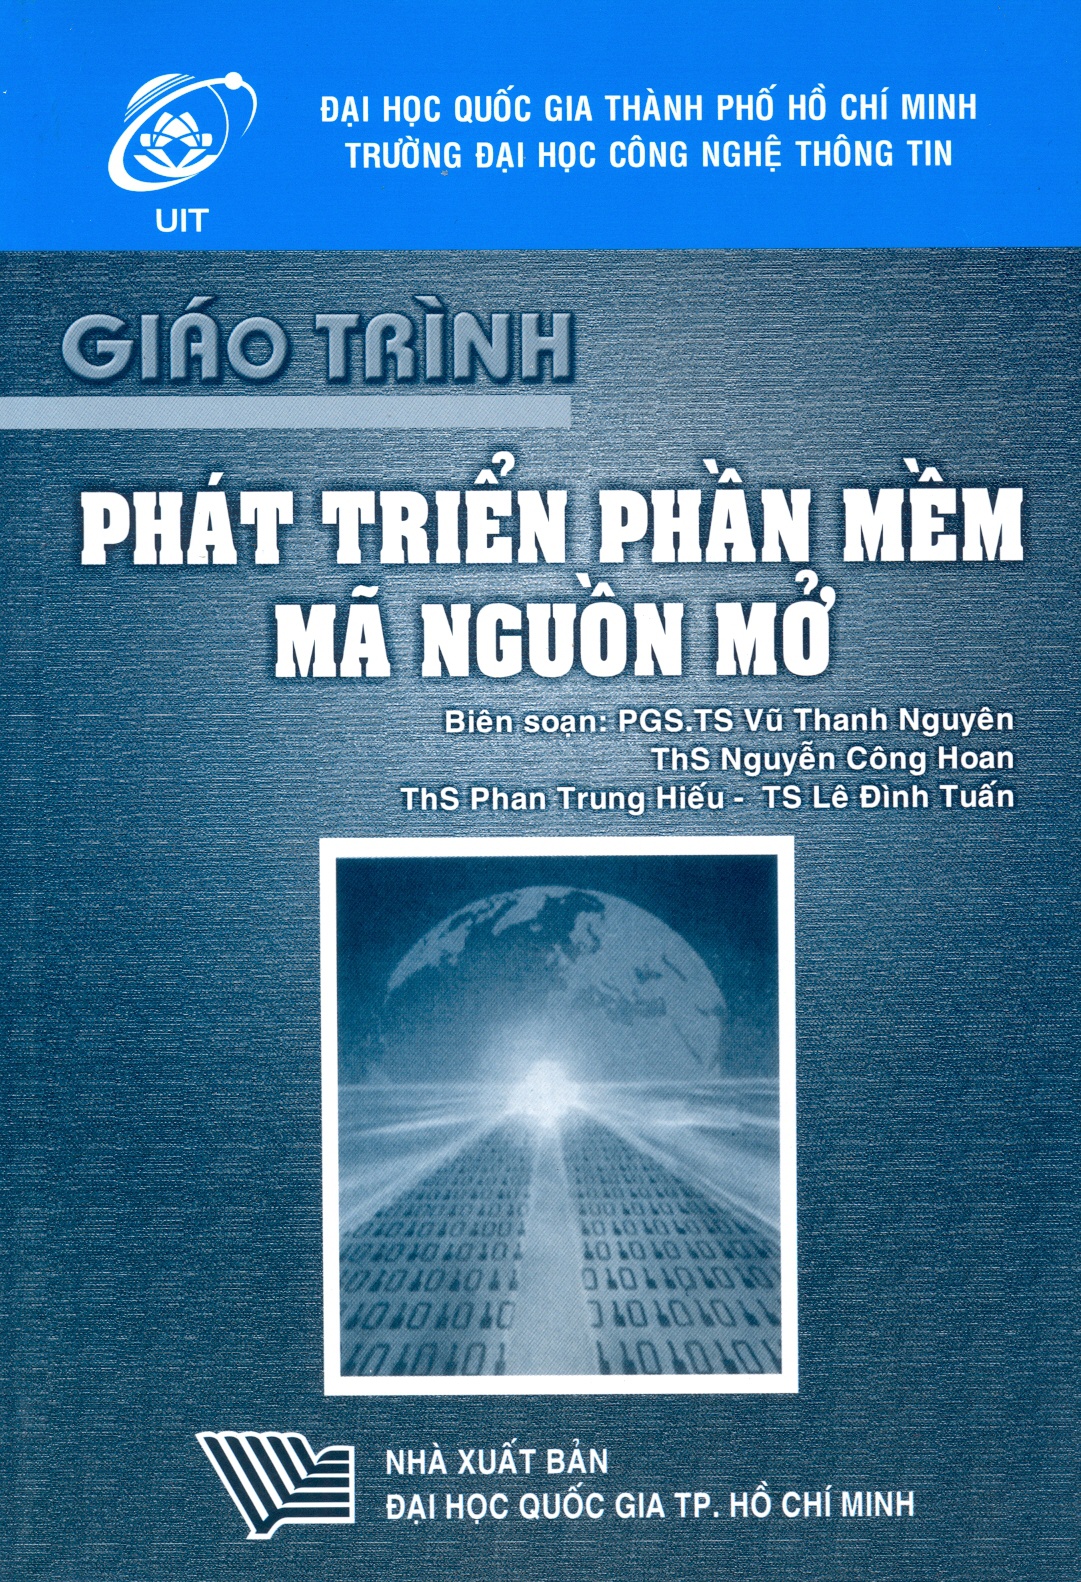 ĐẠI HỌC QUỐC GIA THÀNH PHỐ HỒ CHÍ MINH
TRƯỜNG ĐẠI HỌC CÔNG NGHỆ THÔNG TIN
UIT
GIÁO TRÌNH
PHÁT TRIỂN PHẦN MỀM
MÃ NGUỒN MỞ
Biên soạn: PGS.TS Vũ Thanh Nguyên
ThS Nguyễn Công Hoan
ThS Phan Trung Hiếu - TS Lê Đình Tuấn
NHÀ XUẤT BẢN
ĐẠI HỌC QUỐC GIA TP. HỒ CHÍ MINH